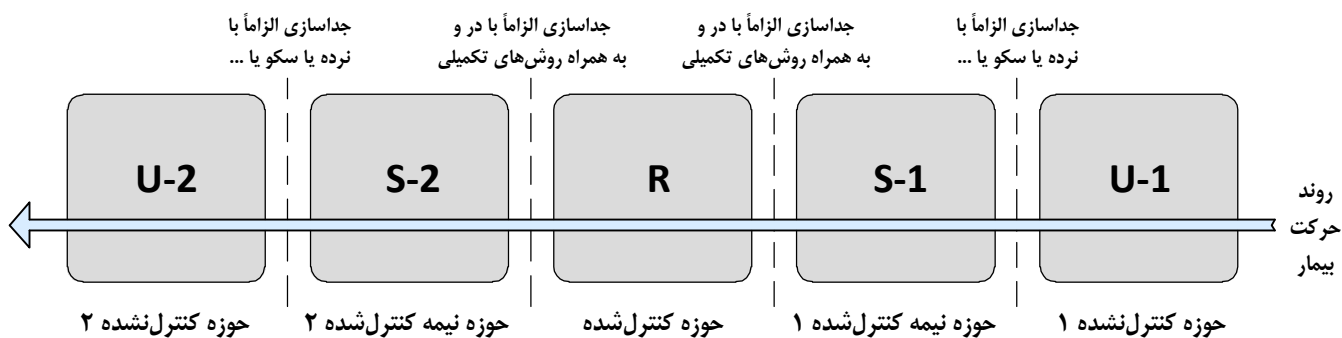 جداسازی الزاماً با
نرده یا سکو یا ...
جداسازی الزاماً با در و
به همراه روش‌های تکمیلی
جداسازی الزاماً با در و
به همراه روش‌های تکمیلی
جداسازی الزاماً با
نرده یا سکو یا ...
U-1
S-1
R
S-2
U-2
روند
حرکت
بیمار
حوزه کنترل‌نشده ۱
حوزه نیمه کنترل‌شده ۱
حوزه کنترل‌شده
حوزه نیمه کنترل‌شده ۲
حوزه کنترل‌نشده ۲